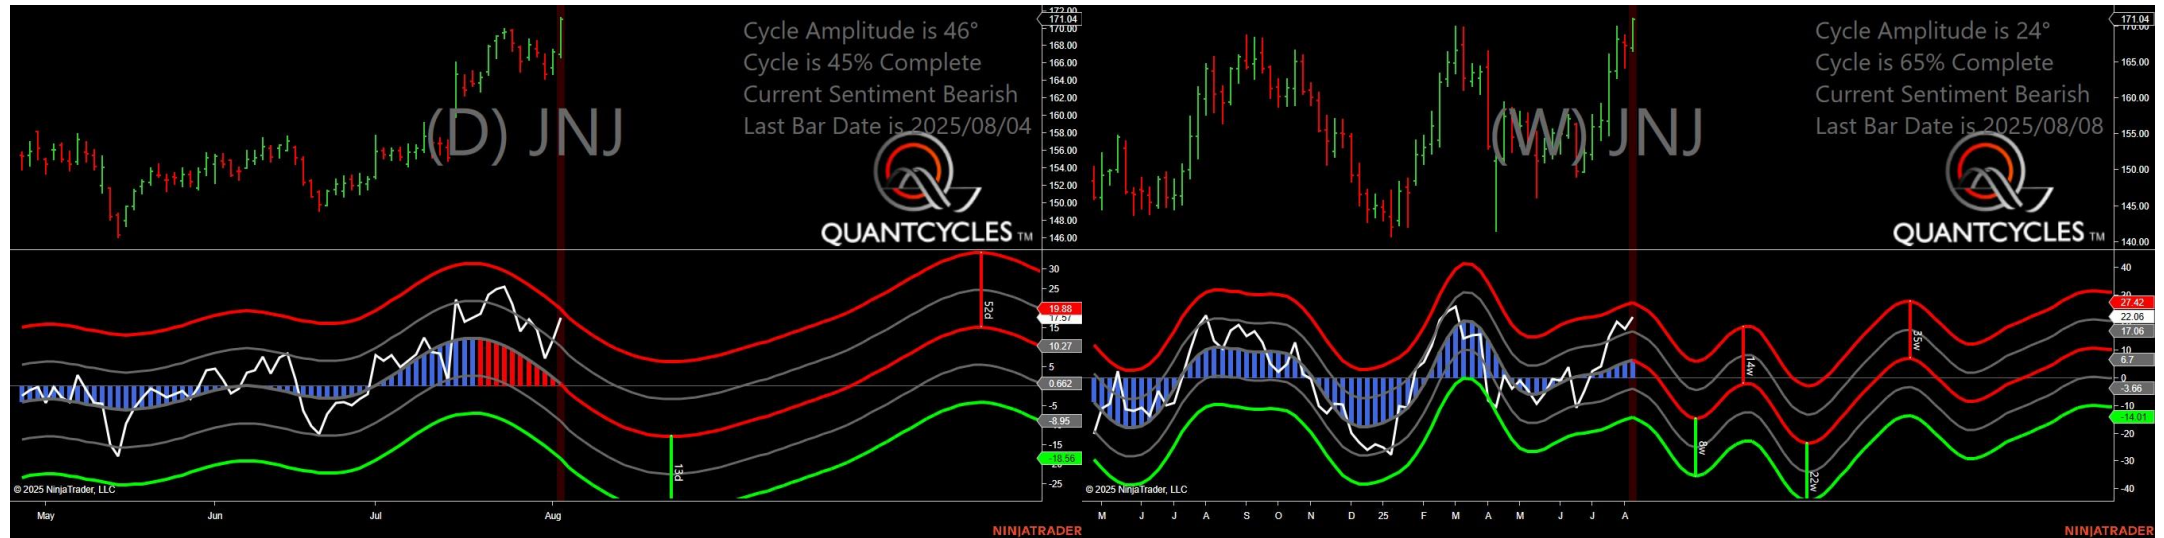 Cycle Amplitude is 46°
Cycle is 45% Complete
Current Sentiment Bearish
Last Bar Date is 2025/08/04
(D) JNJ
QUANTCYCLES TM
172.00
171.04
170.00
168.00
166.00
164.00
162.00
160.00
158.00
156.00
154.00
152.00
150.00
148.00
146.00
30
25
19.88
17.57
15
10.27
5
0.662
-5
-8.95
-15
-18.56
-25
52d
13d
© 2025 NinjaTrader, LLC
May Jun Jul Aug
NINJATRADER
Cycle Amplitude is 24°
Cycle is 65% Complete
Current Sentiment Bearish
Last Bar Date is 2025/08/08
(W) JNJ
QUANTCYCLES TM
171.04
170.00
165.00
160.00
155.00
150.00
145.00
140.00
40
30
27.42
22.06
17.06
10
6.7
0
-3.66
-10
-14.01
-20
-30
-40
14w
35w
8w
22w
© 2025 NinjaTrader, LLC
M J J A S O N D 25 F M A M J J A
NINJATRADER